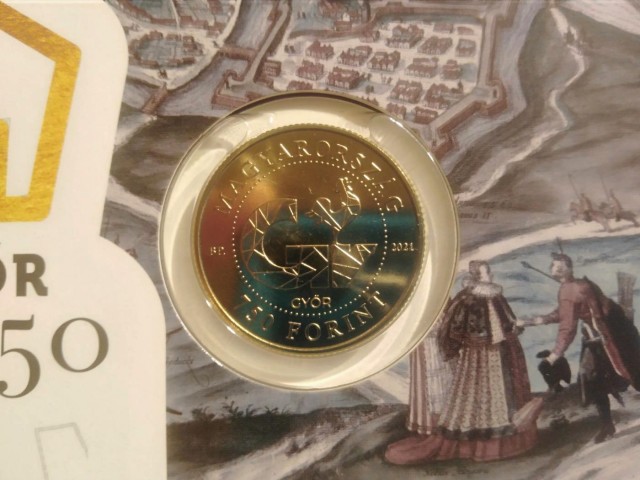 MAGYARORSZÁG
BP. 2021
GYŐR
750 FORINT
ŐR
50